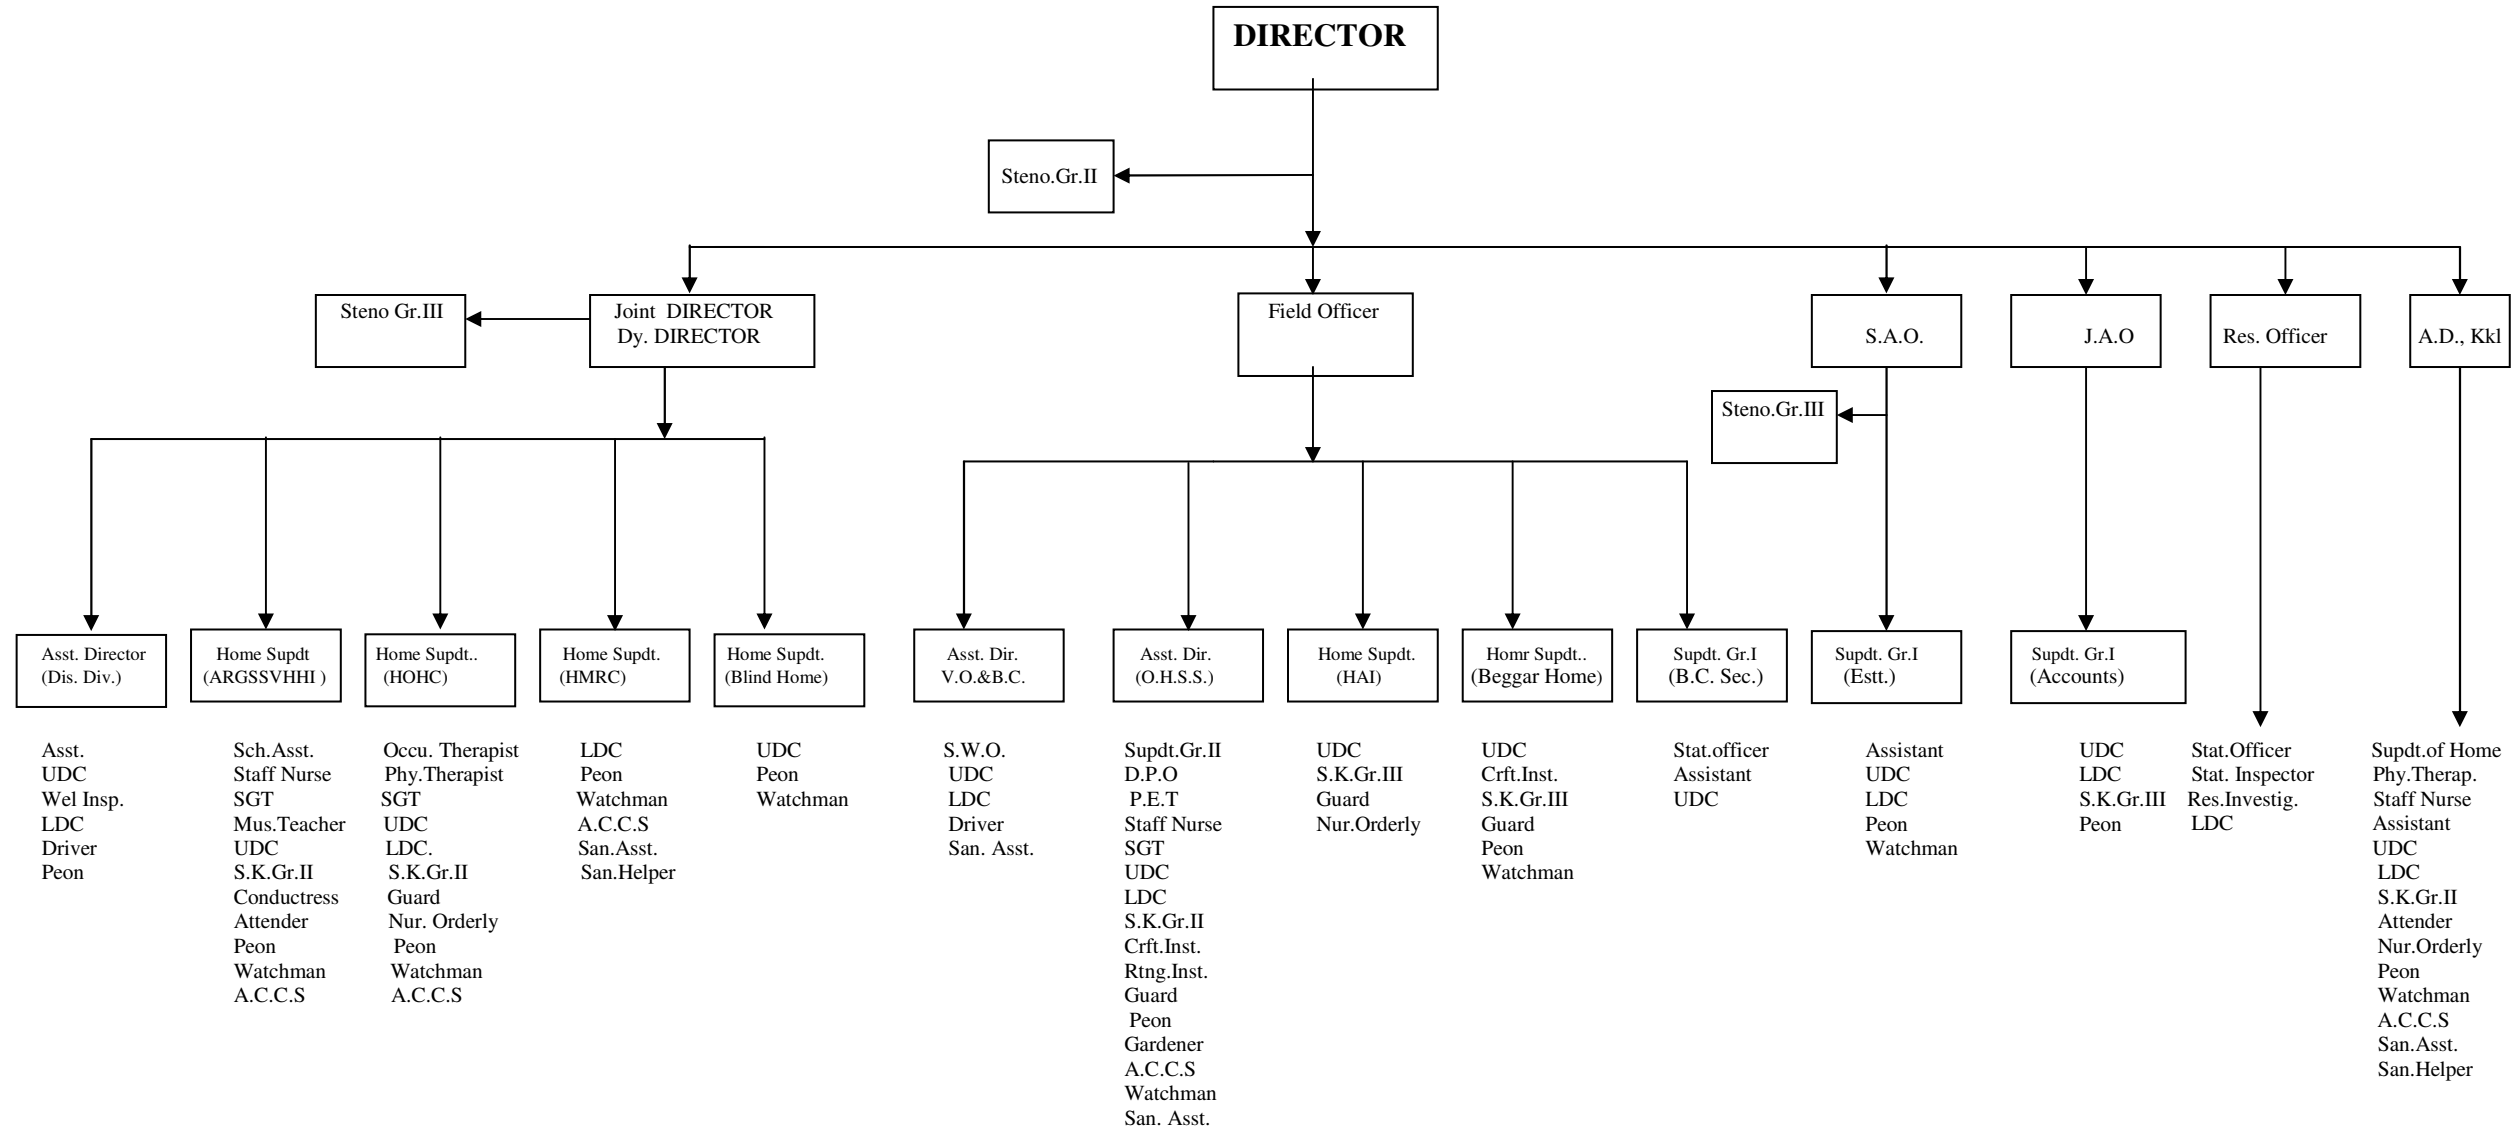 DIRECTOR
Steno.Gr.II
Steno Gr.III
Joint DIRECTOR
Dy. DIRECTOR
Field Officer
S.A.O.
J.A.O
Res. Officer
A.D., Kkl
Steno.Gr.III
Asst. Director
(Dis. Div.)
Home Supdt
(ARGSSVHHI )
Home Supdt..
(HOHC)
Home Supdt.
(HMRC)
Home Supdt.
(Blind Home)
Asst. Dir.
V.O.&B.C.
Asst. Dir.
(O.H.S.S.)
Home Supdt.
(HAI)
Homr Supdt..
(Beggar Home)
Supdt. Gr.I
(B.C. Sec.)
Supdt. Gr.I
(Estt.)
Supdt. Gr.I
(Accounts)
Asst.
UDC
Wel Insp.
LDC
Driver
Peon
Sch.Asst.
Staff Nurse
SGT
Mus.Teacher
UDC
S.K.Gr.II
Conductress
Attender
Peon
Watchman
A.C.C.S
Occu. Therapist
Phy.Therapist
SGT
UDC
LDC.
S.K.Gr.II
Guard
Nur. Orderly
Peon
Watchman
A.C.C.S
LDC
Peon
Watchman
A.C.C.S
San.Asst.
San.Helper
UDC
Peon
Watchman
S.W.O.
UDC
LDC
Driver
San. Asst.
Supdt.Gr.II
D.P.O
P.E.T
Staff Nurse
SGT
UDC
LDC
S.K.Gr.II
Crft.Inst.
Rtng.Inst.
Guard
Peon
Gardener
A.C.C.S
Watchman
San. Asst.
UDC
S.K.Gr.III
Guard
Nur.Orderly
UDC
Crft.Inst.
S.K.Gr.III
Guard
Peon
Watchman
Stat.officer
Assistant
UDC
Assistant
UDC
LDC
Peon
Watchman
UDC
LDC
S.K.Gr.III
Peon
Stat.Officer
Stat. Inspector
Res.Investig.
LDC
Supdt.of Home
Phy.Therap.
Staff Nurse
Assistant
UDC
LDC
S.K.Gr.II
Attender
Nur.Orderly
Peon
Watchman
A.C.C.S
San.Asst.
San.Helper